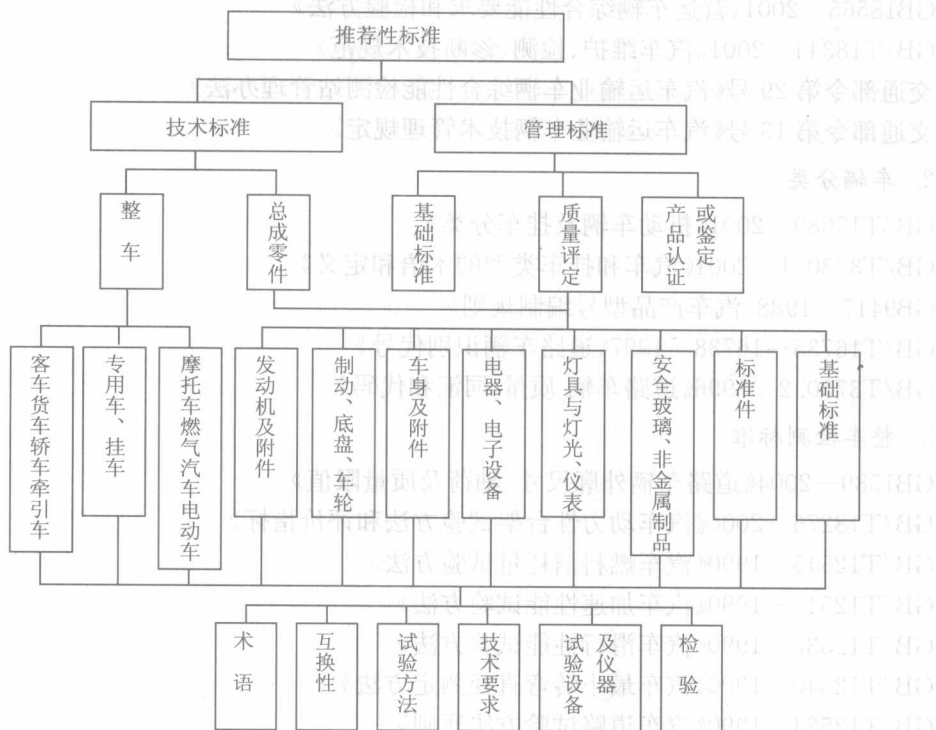 推荐性标准
技术标准
管理标准
整车
总成零件
基础标准
质量评定
产品认证
或鉴定
客车货车轿车牵引车
专用车、挂车
摩托车燃气汽车电动车
发动机及附件
制动、底盘、车轮
车身及附件
电器、电子设备
灯具与灯光、仪表
安全玻璃、非金属制品
标准件
基础标准
术语
互换性
试验方法
技术要求
试验设备
及仪器
检验